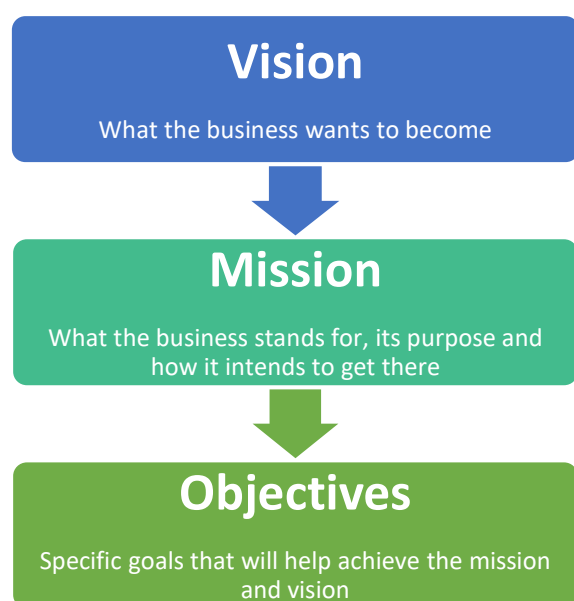 Vision
What the business wants to become
Mission
What the business stands for, its purpose and
how it intends to get there
Objectives
Specific goals that will help achieve the mission
and vision